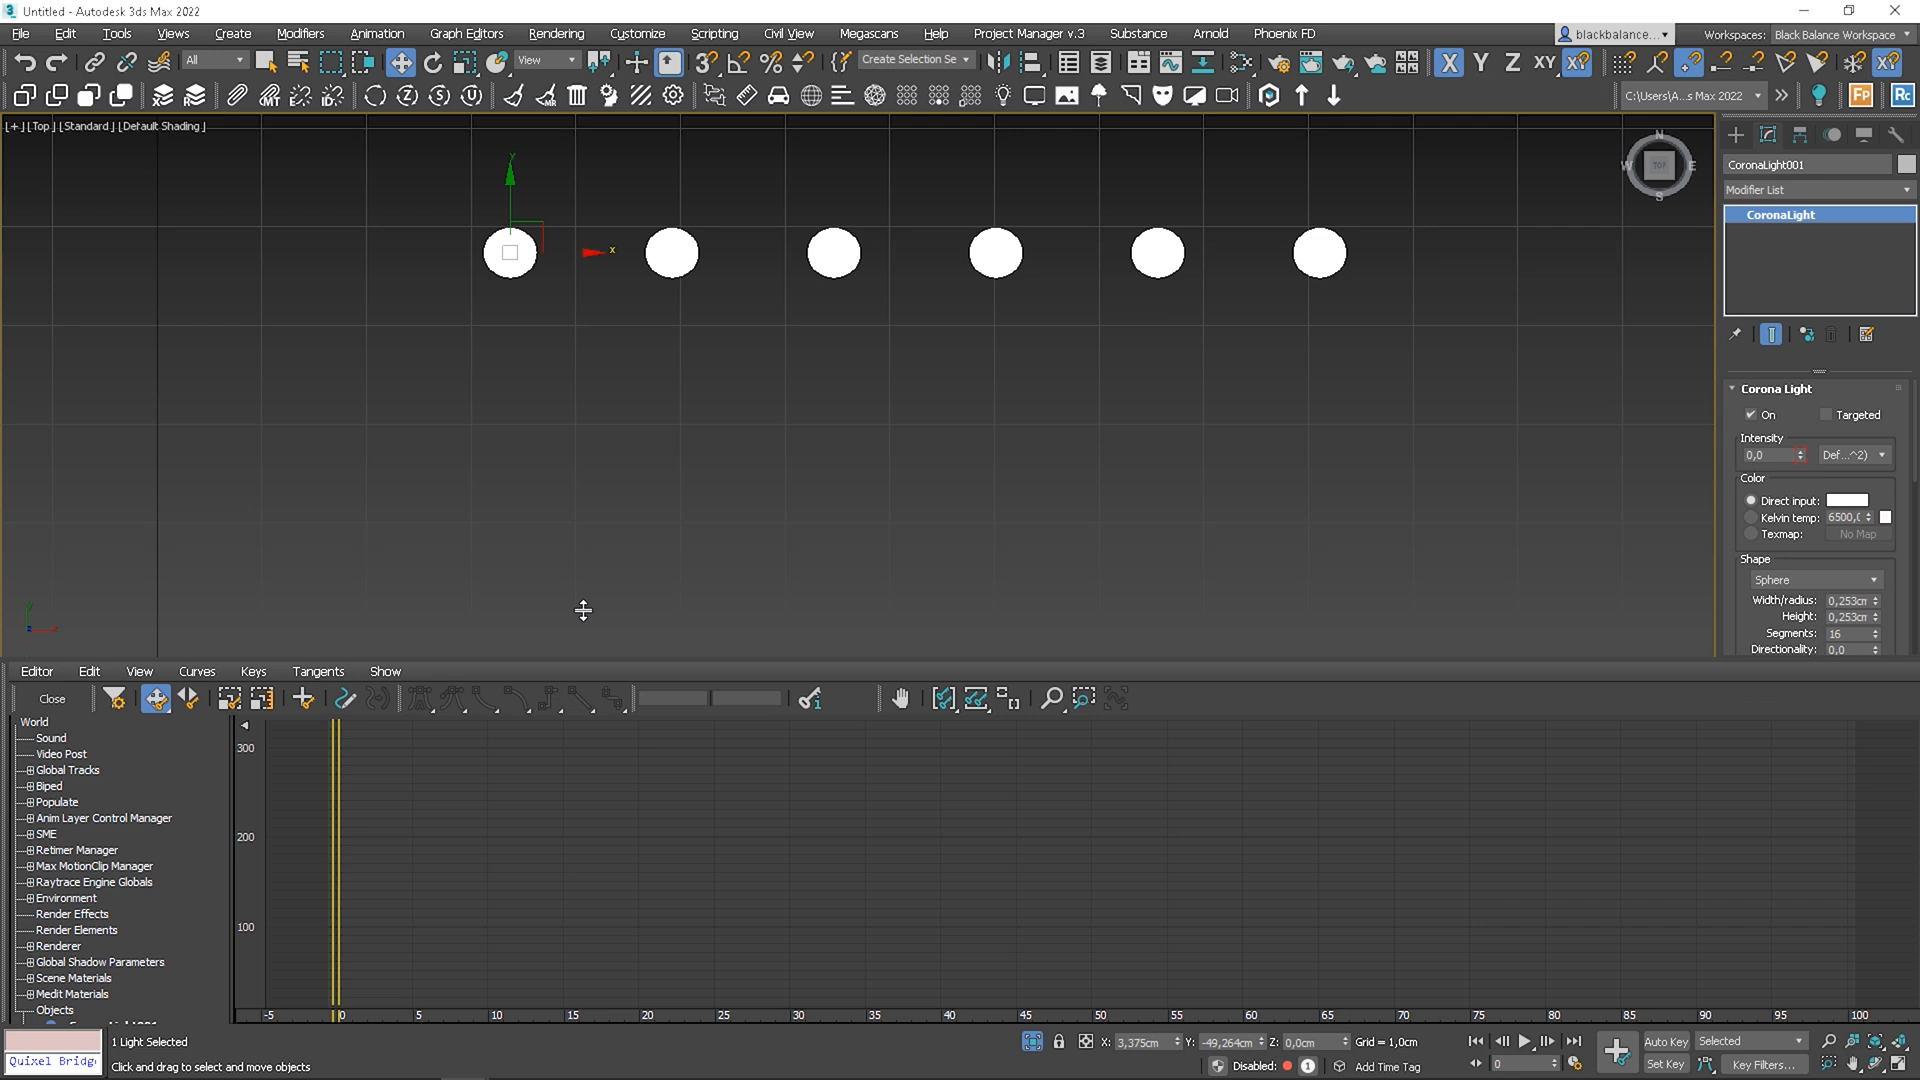 Untitled - Autodesk 3ds Max 2022
File Edit Tools Views Create Modifiers Animation Graph Editors Rendering Customize Scripting Civil View Megascans Help Project Manager v.3 Substance Arnold Phoenix FD blackbalance... Workspaces: Black Balance Workspace
All View Create Selection Se X Y Z XY
C:\Users\A...s Max 2022 Fp Rc
[+] [Top] [Standard] [Default Shading]
N
W TOP E
S
y
x
CoronaLight001
Modifier List
CoronaLight
Corona Light
On Targeted
Intensity
0,0 Def...^2)
Color
Direct input:
Kelvin temp: 6500,(
Texmap: No Map
Shape
Sphere
Width/radius: 0,253cm
Height: 0,253cm
Segments: 16
Directionality: 0,0
Editor Edit View Curves Keys Tangents Show
Close
World
Sound
Video Post
Global Tracks
Biped
Populate
Anim Layer Control Manager
SME
Retimer Manager
Max MotionClip Manager
Raytrace Engine Globals
Environment
Render Effects
Render Elements
Renderer
Global Shadow Parameters
Scene Materials
Medit Materials
Objects
300
200
100
-5 0 5 10 15 20 25 30 35 40 45 50 55 60 65 70 75 80 85 90 95 100
Quixel Bridg
1 Light Selected
Click and drag to select and move objects
X: 3,375cm Y: -49,264cm Z: 0,0cm Grid = 1,0cm
Disabled: 1 Add Time Tag
0
Auto Key Selected
Set Key Key Filters...